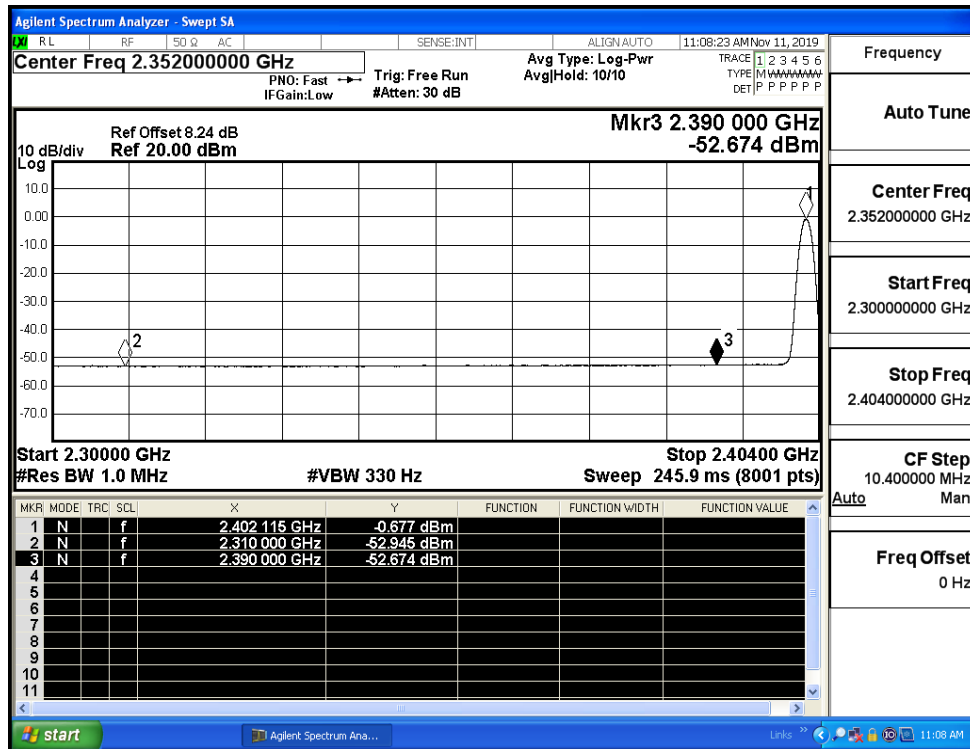 Agilent Spectrum Analyzer - Swept SA
LXI RL RF 50 Ω AC SENSE:INT ALIGN AUTO 11:08:23 AM Nov 11, 2019
Center Freq 2.352000000 GHz
PNO: Fast
IFGain:Low
Trig: Free Run
#Atten: 30 dB
Avg Type: Log-Pwr
Avg|Hold: 10/10
TRACE 1 2 3 4 5 6
TYPE M WWWWW
DET P P P P P P
Ref Offset 8.24 dB
Ref 20.00 dBm
10 dB/div
Log
Mkr3 2.390 000 GHz
-52.674 dBm
10.0
0.00
-10.0
-20.0
-30.0
-40.0
-50.0
-60.0
-70.0
1
2
3
Start 2.30000 GHz
Stop 2.40400 GHz
#Res BW 1.0 MHz
#VBW 330 Hz
Sweep 245.9 ms (8001 pts)
MKR MODE TRC SCL X Y FUNCTION FUNCTION WIDTH FUNCTION VALUE
1 N f 2.402 115 GHz -0.677 dBm
2 N f 2.310 000 GHz -52.945 dBm
3 N f 2.390 000 GHz -52.674 dBm
4
5
6
7
8
9
10
11
Frequency
Auto Tune
Center Freq
2.352000000 GHz
Start Freq
2.300000000 GHz
Stop Freq
2.404000000 GHz
CF Step
10.400000 MHz
Auto Man
Freq Offset
0 Hz
start
Agilent Spectrum Ana...
Links
11:08 AM